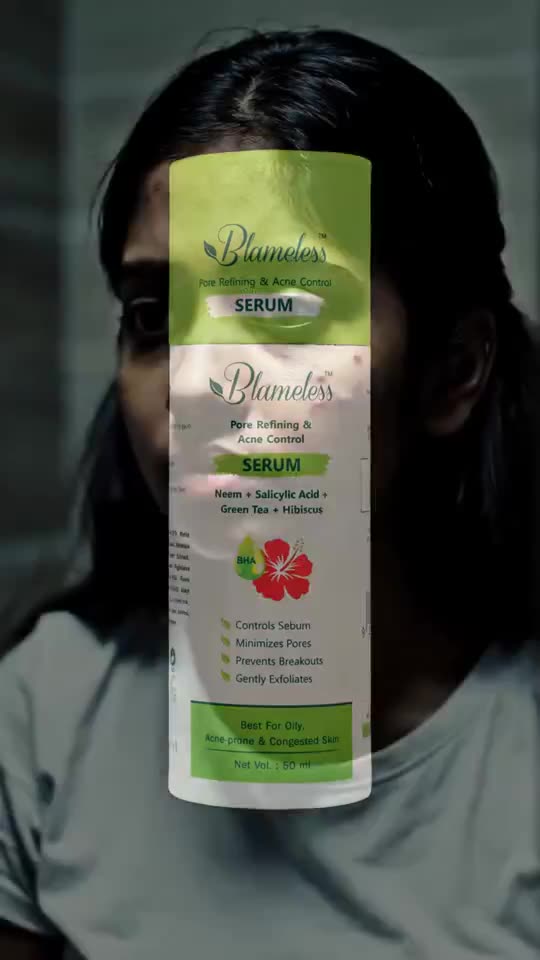 Blameless™
Pore Refining & Acne Control
SERUM
Blameless™
Pore Refining &
Acne Control
SERUM
Neem + Salicylic Acid +
Green Tea + Hibiscus
BHA
Controls Sebum
Minimizes Pores
Prevents Breakouts
Gently Exfoliates
Best For Oily,
Acne-prone & Congested Skin
Net Vol. : 50 ml